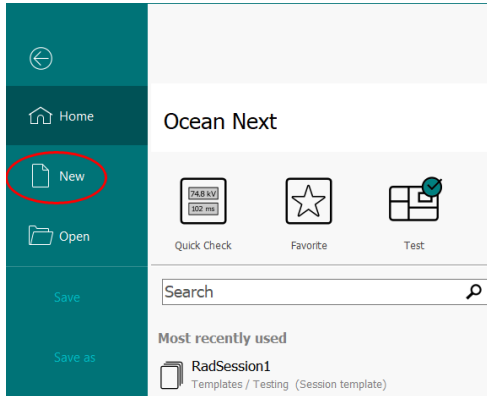 Home
Ocean Next
New
74.8 kV
102 ms
Quick Check
Favorite
Test
Open
Save
Search
Most recently used
RadSession1
Templates / Testing (Session template)
Save as